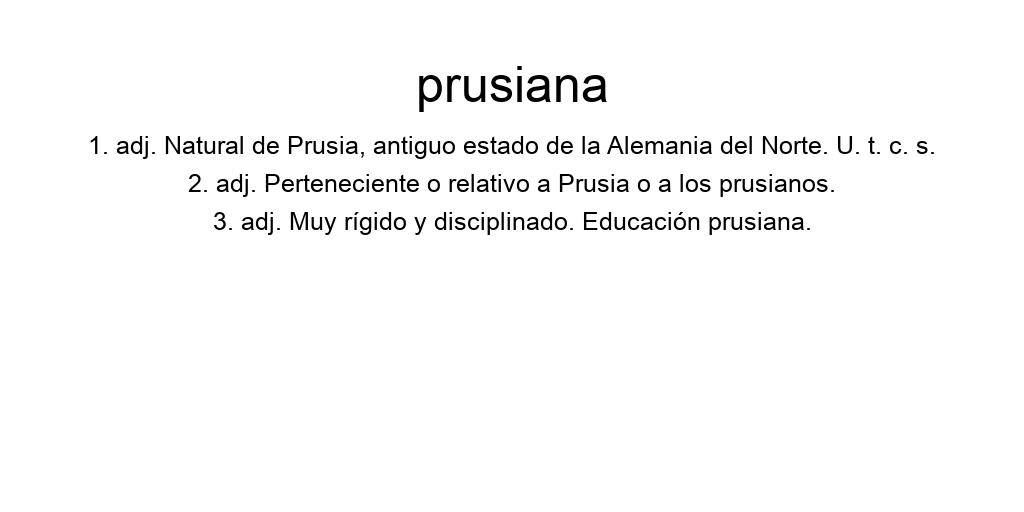 prusiana
1. adj. Natural de Prusia, antiguo estado de la Alemania del Norte. U. t. c. s.
2. adj. Perteneciente o relativo a Prusia o a los prusianos.
3. adj. Muy rígido y disciplinado. Educación prusiana.